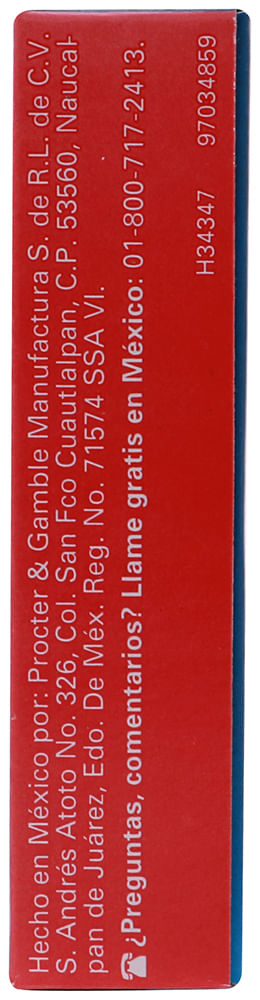 Hecho en México por: Procter & Gamble Manufactura S. de R.L. de C.V.
S. Andrés Atoto No. 326, Col. San Fco Cuautlalpan, C.P. 53560, Naucal-
pan de Juárez, Edo. De Méx. Reg. No. 71574 SSA VI.
☎ ¿Preguntas, comentarios? Llame gratis en México: 01-800-717-2413.
H34347 97034859